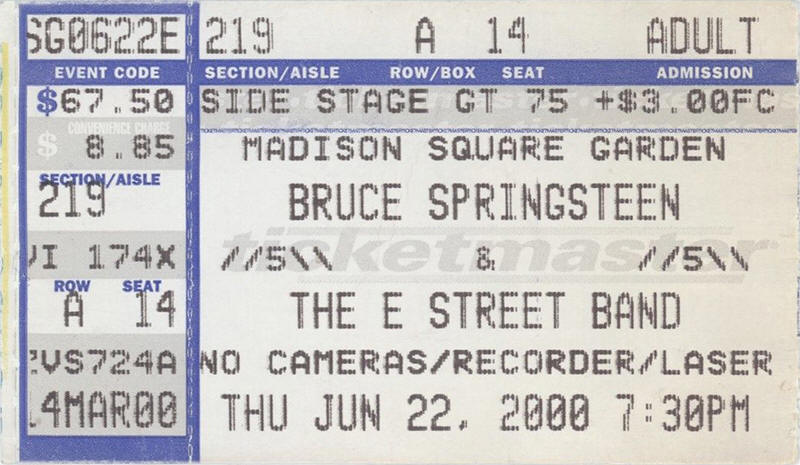 SG0622E 219 A 14 ADULT
EVENT CODE SECTION/AISLE ROW/BOX SEAT ADMISSION
$67.50 SIDE STAGE GT 75 +$3.00FC
CONVENIENCE CHARGE
$ 8.85 MADISON SQUARE GARDEN
SECTION/AISLE
219 BRUCE SPRINGSTEEN
VI 174X //5\\ & //5\\
ticketmaster
ROW SEAT
A 14 THE E STREET BAND
ZVS724A NO CAMERAS/RECORDER/LASER
14MAR00 THU JUN 22, 2000 7:30PM